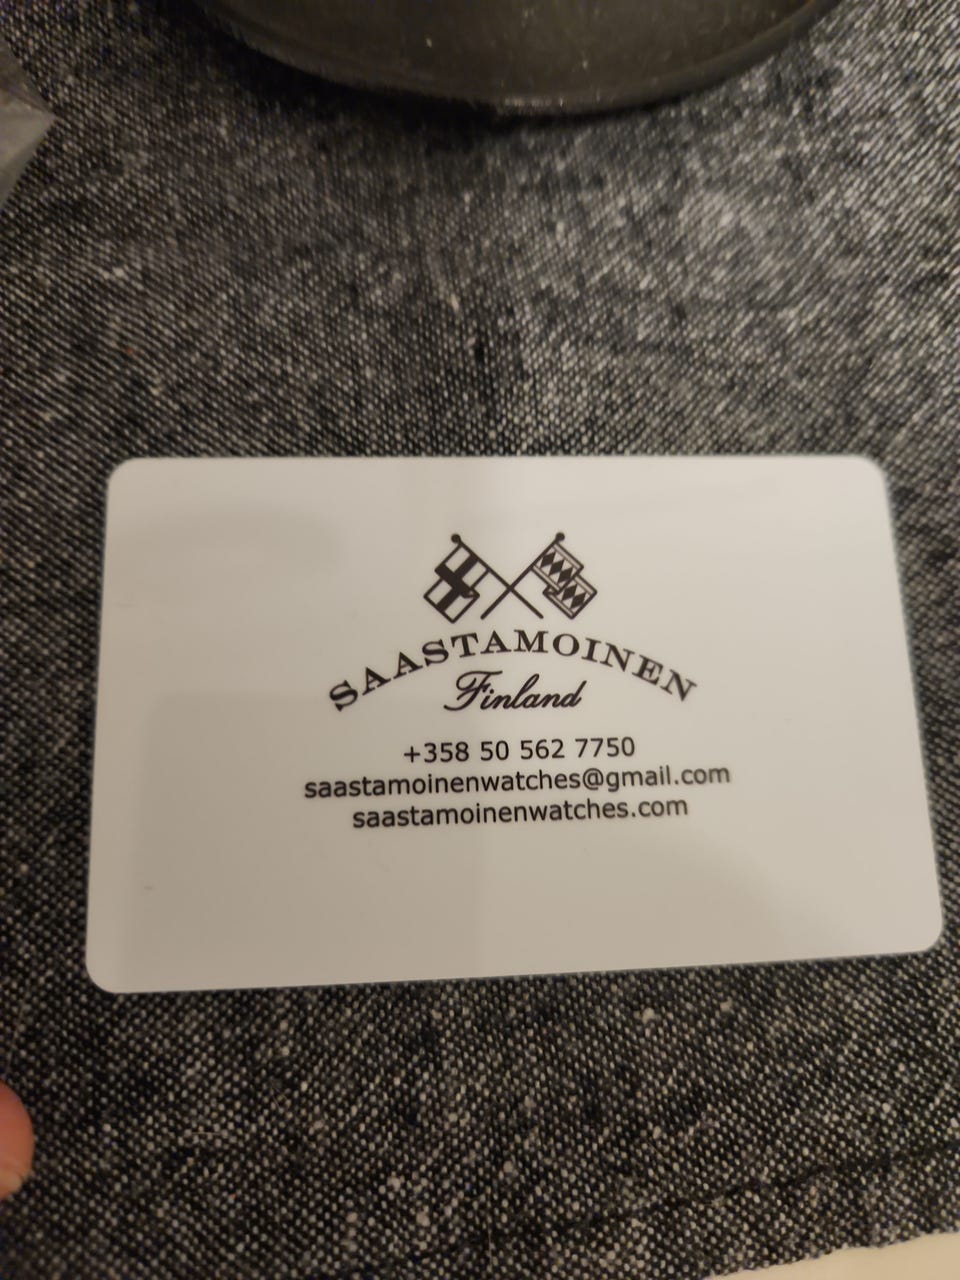 SAASTAMOINEN
Finland
+358 50 562 7750
saastamoinenwatches@gmail.com
saastamoinenwatches.com